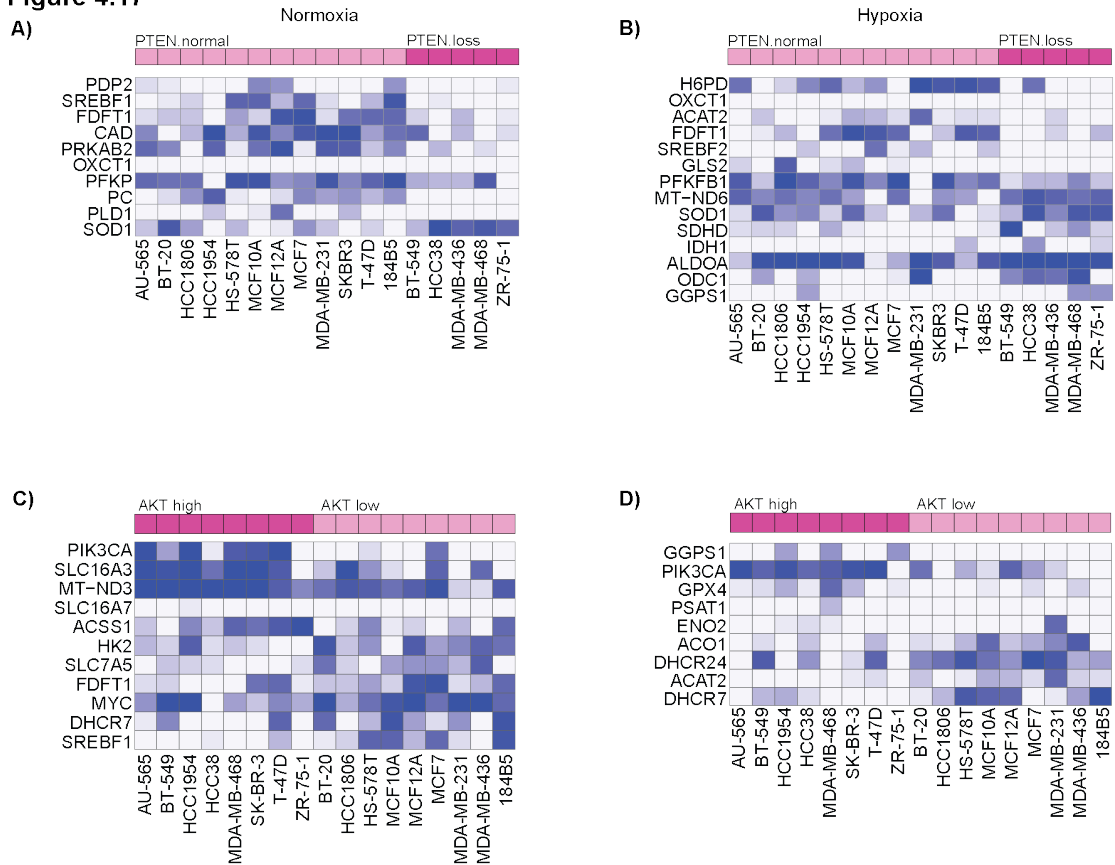 Figure 4.17
Normoxia
Hypoxia
A)
PTEN.normal
PTEN.loss
PDP2
SREBF1
FDFT1
CAD
PRKAB2
OXCT1
PFKP
PC
PLD1
SOD1
AU-565
BT-20
HCC1806
HCC1954
HS-578T
MCF10A
MCF12A
MCF7
MDA-MB-231
SKBR3
T-47D
184B5
BT-549
HCC38
MDA-MB-436
MDA-MB-468
ZR-75-1
B)
PTEN.normal
PTEN.loss
H6PD
OXCT1
ACAT2
FDFT1
SREBF2
GLS2
PFKFB1
MT−ND6
SOD1
SDHD
IDH1
ALDOA
ODC1
GGPS1
AU-565
BT-20
HCC1806
HCC1954
HS-578T
MCF10A
MCF12A
MCF7
MDA-MB-231
SKBR3
T-47D
184B5
BT-549
HCC38
MDA-MB-436
MDA-MB-468
ZR-75-1
C)
AKT high
AKT low
PIK3CA
SLC16A3
MT−ND3
SLC16A7
ACSS1
HK2
SLC7A5
FDFT1
MYC
DHCR7
SREBF1
AU-565
BT-549
HCC1954
HCC38
MDA-MB-468
SK-BR-3
T-47D
ZR-75-1
BT-20
HCC1806
HS-578T
MCF10A
MCF12A
MCF7
MDA-MB-231
MDA-MB-436
184B5
D)
AKT high
AKT low
GGPS1
PIK3CA
GPX4
PSAT1
ENO2
ACO1
DHCR24
ACAT2
DHCR7
AU-565
BT-549
HCC1954
HCC38
MDA-MB-468
SK-BR-3
T-47D
ZR-75-1
BT-20
HCC1806
HS-578T
MCF10A
MCF12A
MCF7
MDA-MB-231
MDA-MB-436
184B5